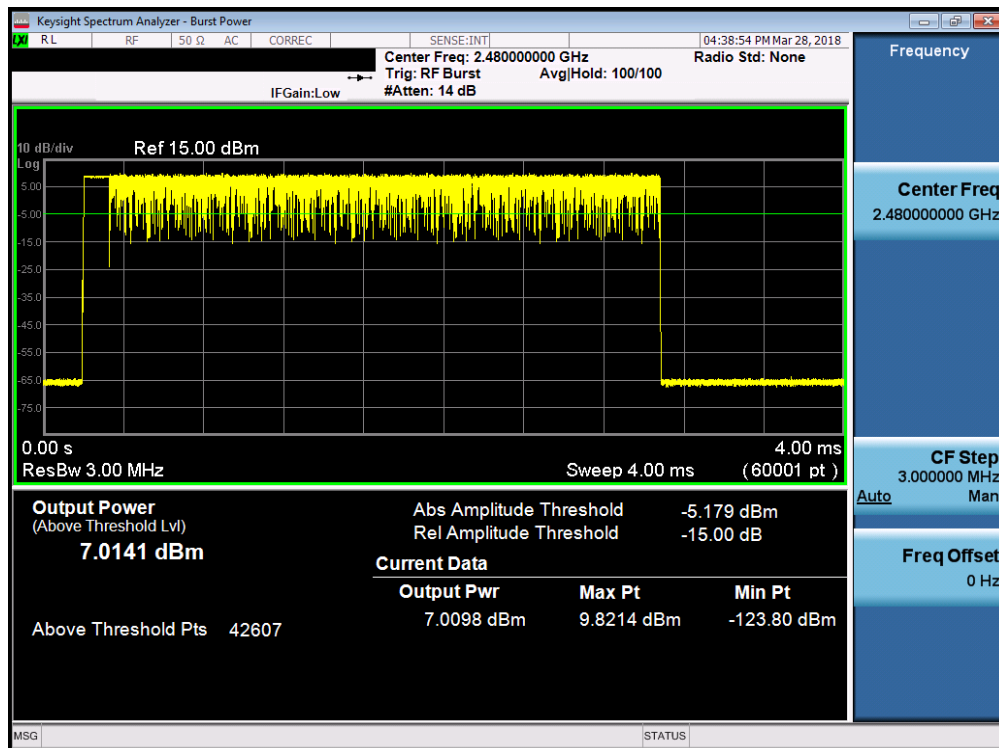 Keysight Spectrum Analyzer - Burst Power
LXI RL RF 50 Ω AC CORREC SENSE:INT 04:38:54 PM Mar 28, 2018
Center Freq: 2.480000000 GHz Radio Std: None
Trig: RF Burst Avg|Hold: 100/100
IFGain:Low #Atten: 14 dB
10 dB/div Ref 15.00 dBm
Log
5.00
-5.00
-15.0
-25.0
-35.0
-45.0
-55.0
-65.0
-75.0
0.00 s 4.00 ms
ResBw 3.00 MHz Sweep 4.00 ms (60001 pt)
Output Power
(Above Threshold Lvl)
7.0141 dBm
Above Threshold Pts 42607
Abs Amplitude Threshold -5.179 dBm
Rel Amplitude Threshold -15.00 dB
Current Data
Output Pwr Max Pt Min Pt
7.0098 dBm 9.8214 dBm -123.80 dBm
Frequency
Center Freq
2.480000000 GHz
CF Step
3.000000 MHz
Auto Man
Freq Offset
0 Hz
MSG STATUS